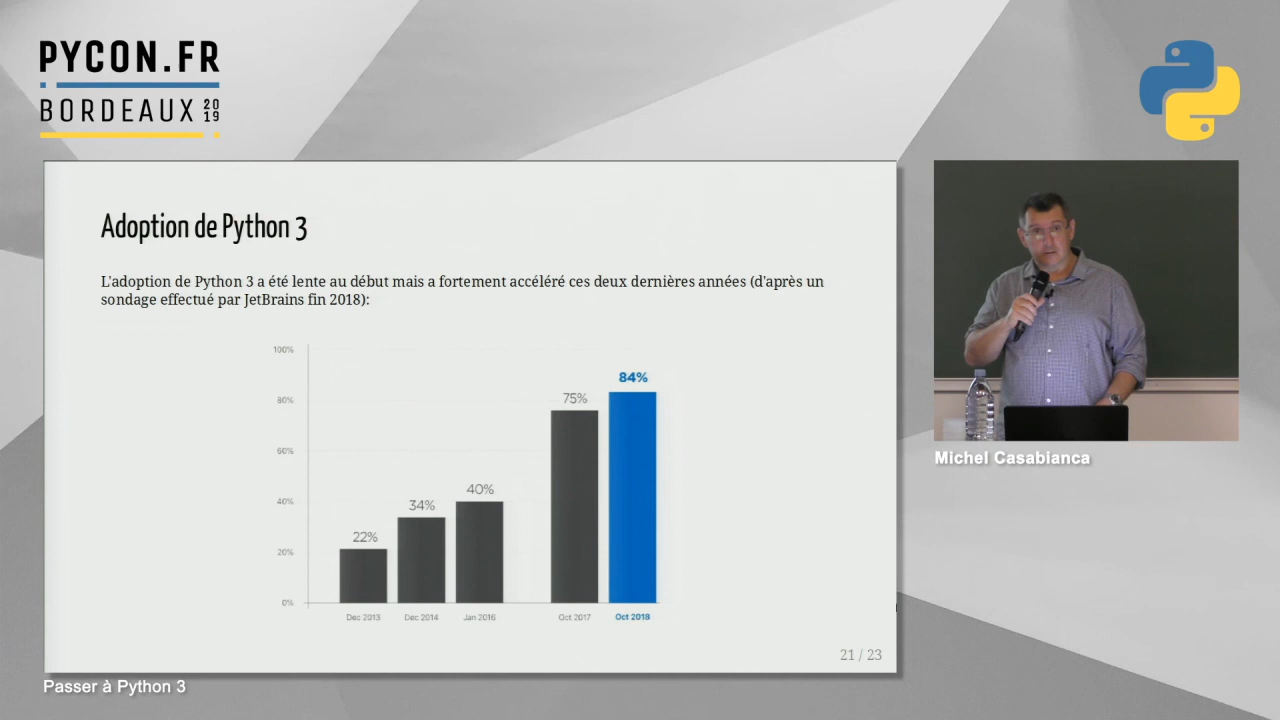 PYCON.FR
BORDEAUX 2019
Adoption de Python 3
L'adoption de Python 3 a été lente au début mais a fortement accéléré ces deux dernières années (d'après un
sondage effectué par JetBrains fin 2018):
100%
80%
60%
40%
20%
0%
22%
34%
40%
75%
84%
Dec 2013
Dec 2014
Jan 2016
Oct 2017
Oct 2018
21 / 23
Michel Casabianca
Passer à Python 3